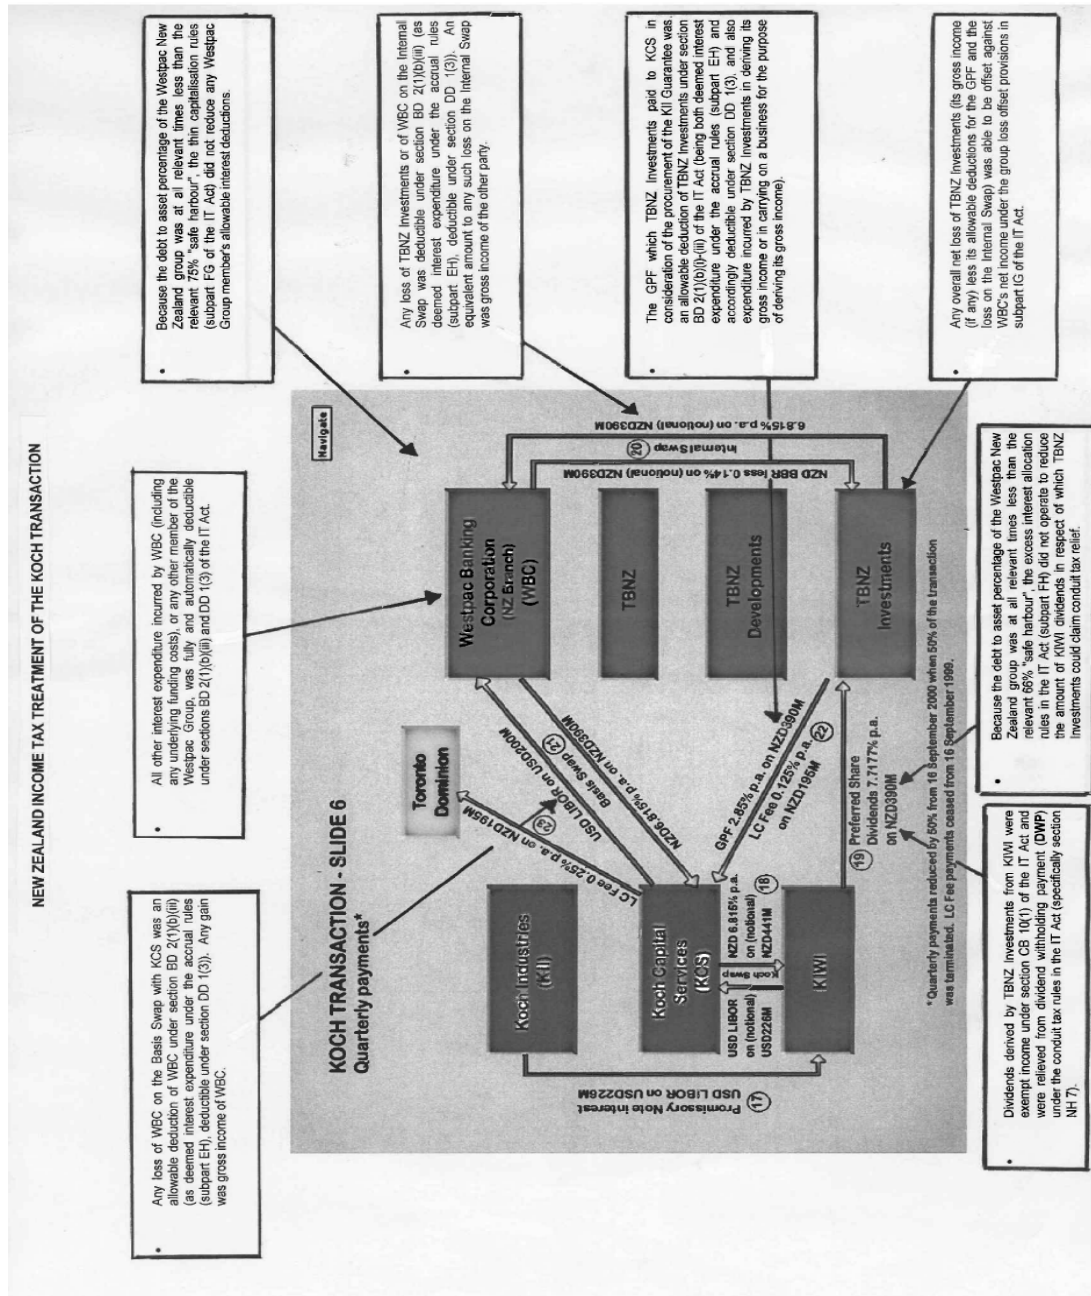 NEW ZEALAND INCOME TAX TREATMENT OF THE KOCH TRANSACTION
• Any loss of WBC on the Basis Swap with KCS was an
allowable deduction of WBC under section BD 2(1)(b)(iii)
(as deemed interest expenditure under the accrual rules
(subpart EH), deductible under section DD 1(3)). Any gain
was gross income of WBC.
• All other interest expenditure incurred by WBC (including
any underlying funding costs), or any other member of the
Westpac Group, was fully and automatically deductible
under sections BD 2(1)(b)(iii) and DD 1(3) of the IT Act.
• Because the debt to asset percentage of the Westpac New
Zealand group was at all relevant times less than the
relevant 75% "safe harbour", the thin capitalisation rules
(subpart FG of the IT Act) did not reduce any Westpac
Group member's allowable interest deductions.
• Any loss of TBNZ Investments or of WBC on the Internal
Swap was deductible under section BD 2(1)(b)(iii) (as
deemed interest expenditure under the accrual rules
(subpart EH), deductible under section DD 1(3)). An
equivalent amount to any such loss on the Internal Swap
was gross income of the other party.
• The GPF which TBNZ Investments paid to KCS in
consideration of the procurement of the KII Guarantee was
an allowable deduction of TBNZ Investments under section
BD 2(1)(b)(i)-(iii) of the IT Act (being both deemed interest
expenditure under the accrual rules (subpart EH) and
accordingly deductible under section DD 1(3), and also
expenditure incurred by TBNZ Investments in deriving its
gross income or in carrying on a business for the purpose
of deriving its gross income).
• Any overall net loss of TBNZ Investments (its gross income
(if any) less its allowable deductions for the GPF and the
loss on the Internal Swap) was able to be offset against
WBC's net income under the group loss offset provisions in
subpart IG of the IT Act.
KOCH TRANSACTION - SLIDE 6
Quarterly payments*
Navigate
Toronto
Dominion
Koch Industries
(KII)
Koch Capital
Services
(KCS)
KIWI
Westpac Banking
Corporation
(NZ Branch)
(WBC)
TBNZ
TBNZ
Developments
TBNZ
Investments
Promissory Note interest
USD LIBOR on USD226M
17
USD LIBOR
on (notional)
USD226M
Koch Swap
NZD 6.815% p.a.
on (notional)
NZD441M
18
LC Fee 0.25% p.a. on NZD195M
23
USD LIBOR on USD200M
Basis Swap
21
NZD6.815% p.a. on NZD390M
GPF 2.85% p.a. on NZD390M
LC Fee 0.125% p.a.
on NZD195M
22
19
Preferred Share
Dividends 7.7177% p.a.
on NZD390M
NZD BBR less 0.14% on (notional) NZD390M
20
Internal Swap
6.815% p.a. on (notional) NZD390M
* Quarterly payments reduced by 50% from 16 September 2000 when 50% of the transaction
was terminated. LC Fee payments ceased from 16 September 1999.
• Dividends derived by TBNZ Investments from KIWI were
exempt income under section CB 10(1) of the IT Act and
were relieved from dividend withholding payment (DWP)
under the conduit tax rules in the IT Act (specifically section
NH 7).
• Because the debt to asset percentage of the Westpac New
Zealand group was at all relevant times less than the
relevant 66% "safe harbour", the excess interest allocation
rules in the IT Act (subpart FH) did not operate to reduce
the amount of KIWI dividends in respect of which TBNZ
Investments could claim conduit tax relief.